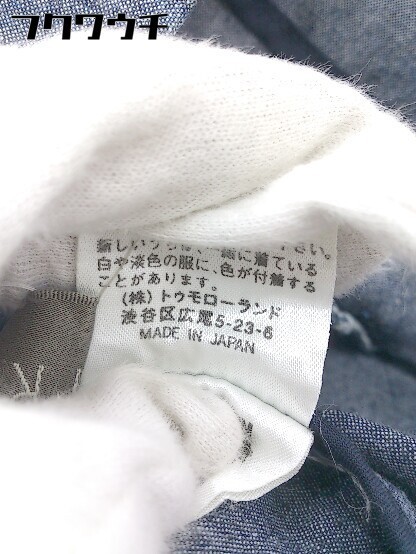 フクワウチ
白や淡色の服に、色が付着する
ことがあります。
(株)トゥモローランド
渋谷区広尾5-23-6
MADE IN JAPAN